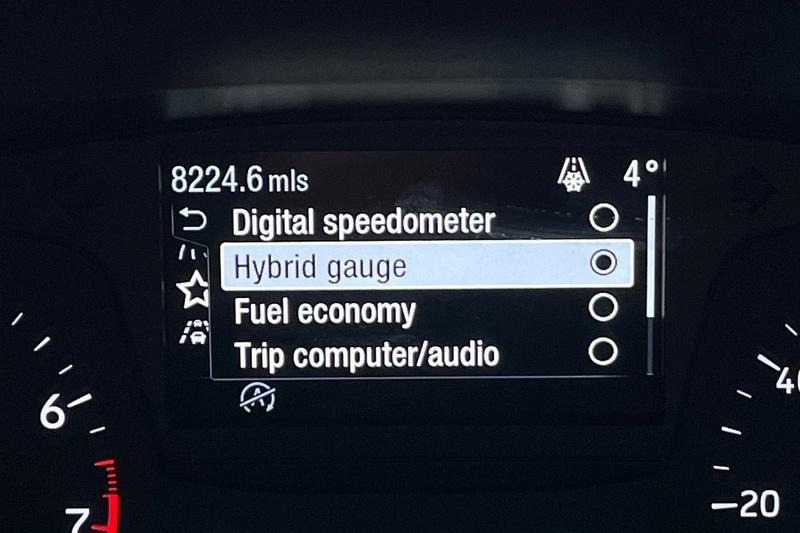 8224.6 mls 4°
Digital speedometer
Hybrid gauge
Fuel economy
Trip computer/audio
A
6
7
40
20